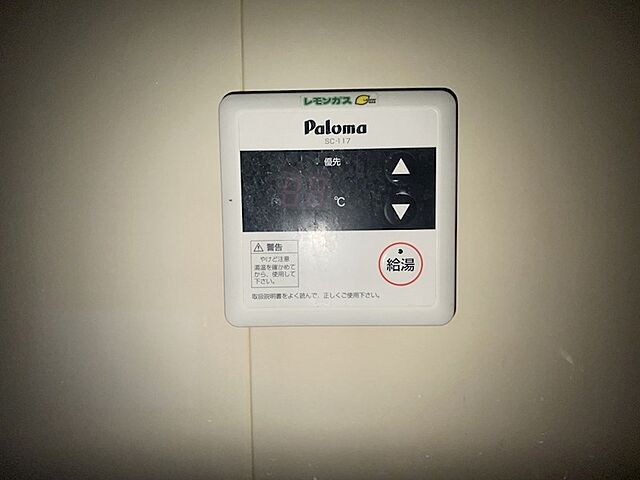 レモンガス
Paloma
SC-117
優先
℃
⚠ 警告
やけど注意
湯温を確かめて
から、使用して
下さい。
給湯
取扱説明書をよく読んで、正しくご使用下さい。